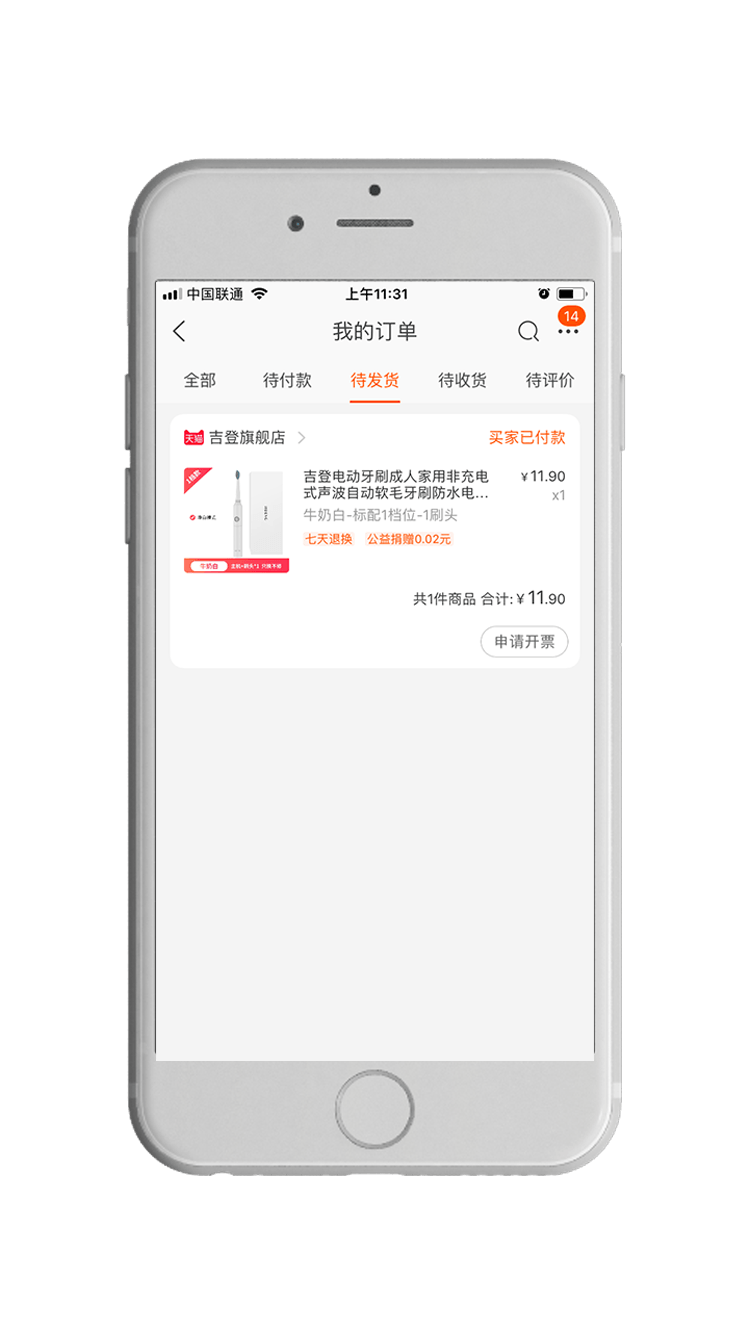 中国联通
上午11:31
14
我的订单
全部
待付款
待发货
待收货
待评价
天猫
吉登旗舰店
买家已付款
吉登电动牙刷成人家用非充电
式声波自动软毛牙刷防水电...
¥11.90
x1
牛奶白-标配1档位-1刷头
七天退换
公益捐赠0.02元
牛奶白
共1件商品 合计:¥11.90
申请开票